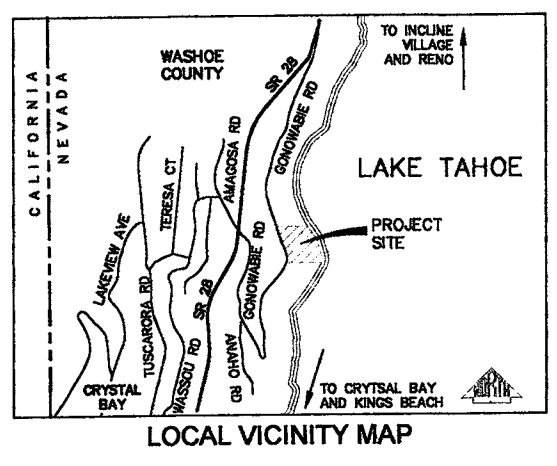 TO INCLINE
VILLAGE
AND RENO
WASHOE
COUNTY
CALIFORNIA
NEVADA
SR 28
GONOWABIE RD
AMAGOSA RD
TERESA CT
LAKE TAHOE
LAKEVIEW AVE
PROJECT
SITE
GONOWABIE RD
TUSCARORA RD
SR 28
WASSOU RD
ANAHO RD
CRYSTAL
BAY
TO CRYTSAL BAY
AND KINGS BEACH
NORTH
LOCAL VICINITY MAP